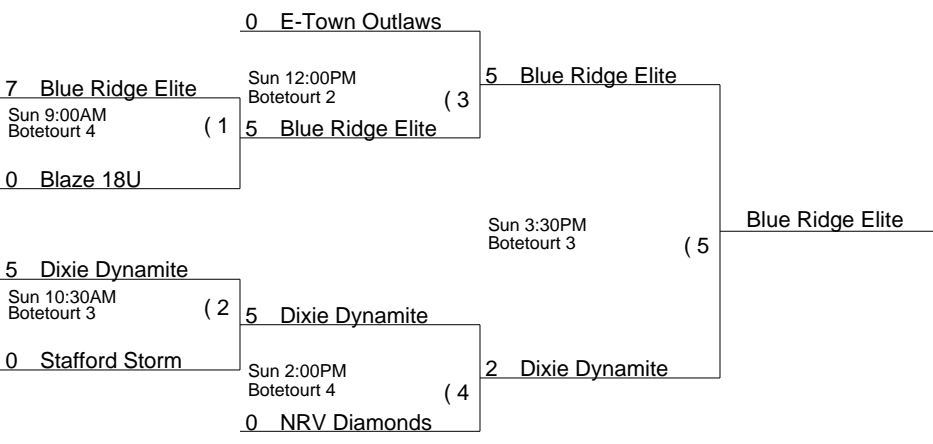 0 E-Town Outlaws
Sun 12:00PM
Botetourt 2
( 3
5 Blue Ridge Elite
7 Blue Ridge Elite
Sun 9:00AM
Botetourt 4
( 1
5 Blue Ridge Elite
0 Blaze 18U
Sun 3:30PM
Botetourt 3
( 5
Blue Ridge Elite
5 Dixie Dynamite
Sun 10:30AM
Botetourt 3
( 2
5 Dixie Dynamite
0 Stafford Storm
Sun 2:00PM
Botetourt 4
( 4
2 Dixie Dynamite
0 NRV Diamonds